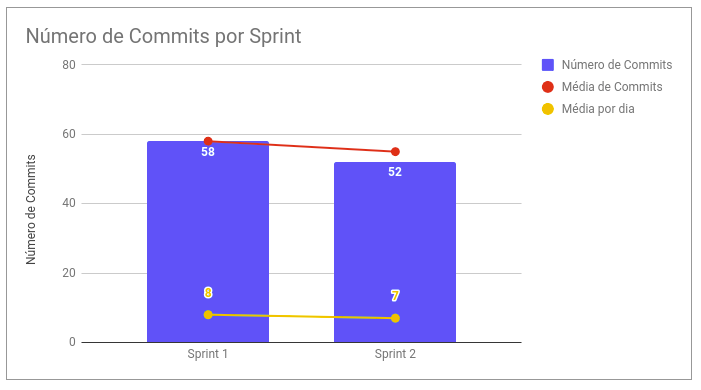 Número de Commits por Sprint
Número de Commits
Média de Commits
Média por dia
Número de Commits
80
60
40
20
0
58
52
8
7
Sprint 1
Sprint 2